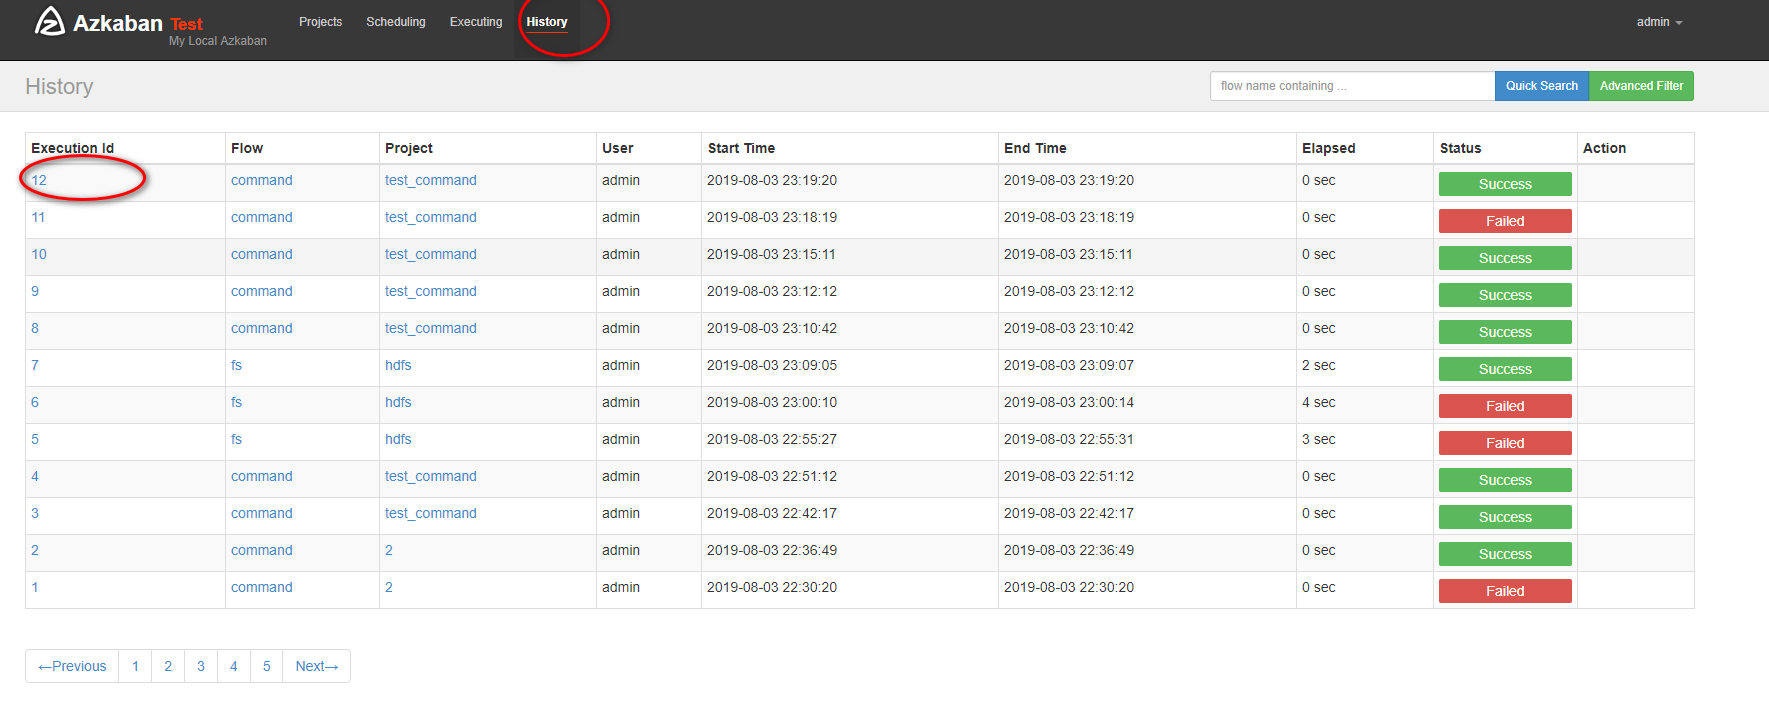 Azkaban Test
My Local Azkaban
Projects Scheduling Executing History admin
History
flow name containing ... Quick Search Advanced Filter
Execution Id Flow Project User Start Time End Time Elapsed Status Action
12 command test_command admin 2019-08-03 23:19:20 2019-08-03 23:19:20 0 sec Success
11 command test_command admin 2019-08-03 23:18:19 2019-08-03 23:18:19 0 sec Failed
10 command test_command admin 2019-08-03 23:15:11 2019-08-03 23:15:11 0 sec Success
9 command test_command admin 2019-08-03 23:12:12 2019-08-03 23:12:12 0 sec Success
8 command test_command admin 2019-08-03 23:10:42 2019-08-03 23:10:42 0 sec Success
7 fs hdfs admin 2019-08-03 23:09:05 2019-08-03 23:09:07 2 sec Success
6 fs hdfs admin 2019-08-03 23:00:10 2019-08-03 23:00:14 4 sec Failed
5 fs hdfs admin 2019-08-03 22:55:27 2019-08-03 22:55:31 3 sec Failed
4 command test_command admin 2019-08-03 22:51:12 2019-08-03 22:51:12 0 sec Success
3 command test_command admin 2019-08-03 22:42:17 2019-08-03 22:42:17 0 sec Success
2 command 2 admin 2019-08-03 22:36:49 2019-08-03 22:36:49 0 sec Success
1 command 2 admin 2019-08-03 22:30:20 2019-08-03 22:30:20 0 sec Failed
←Previous 1 2 3 4 5 Next→